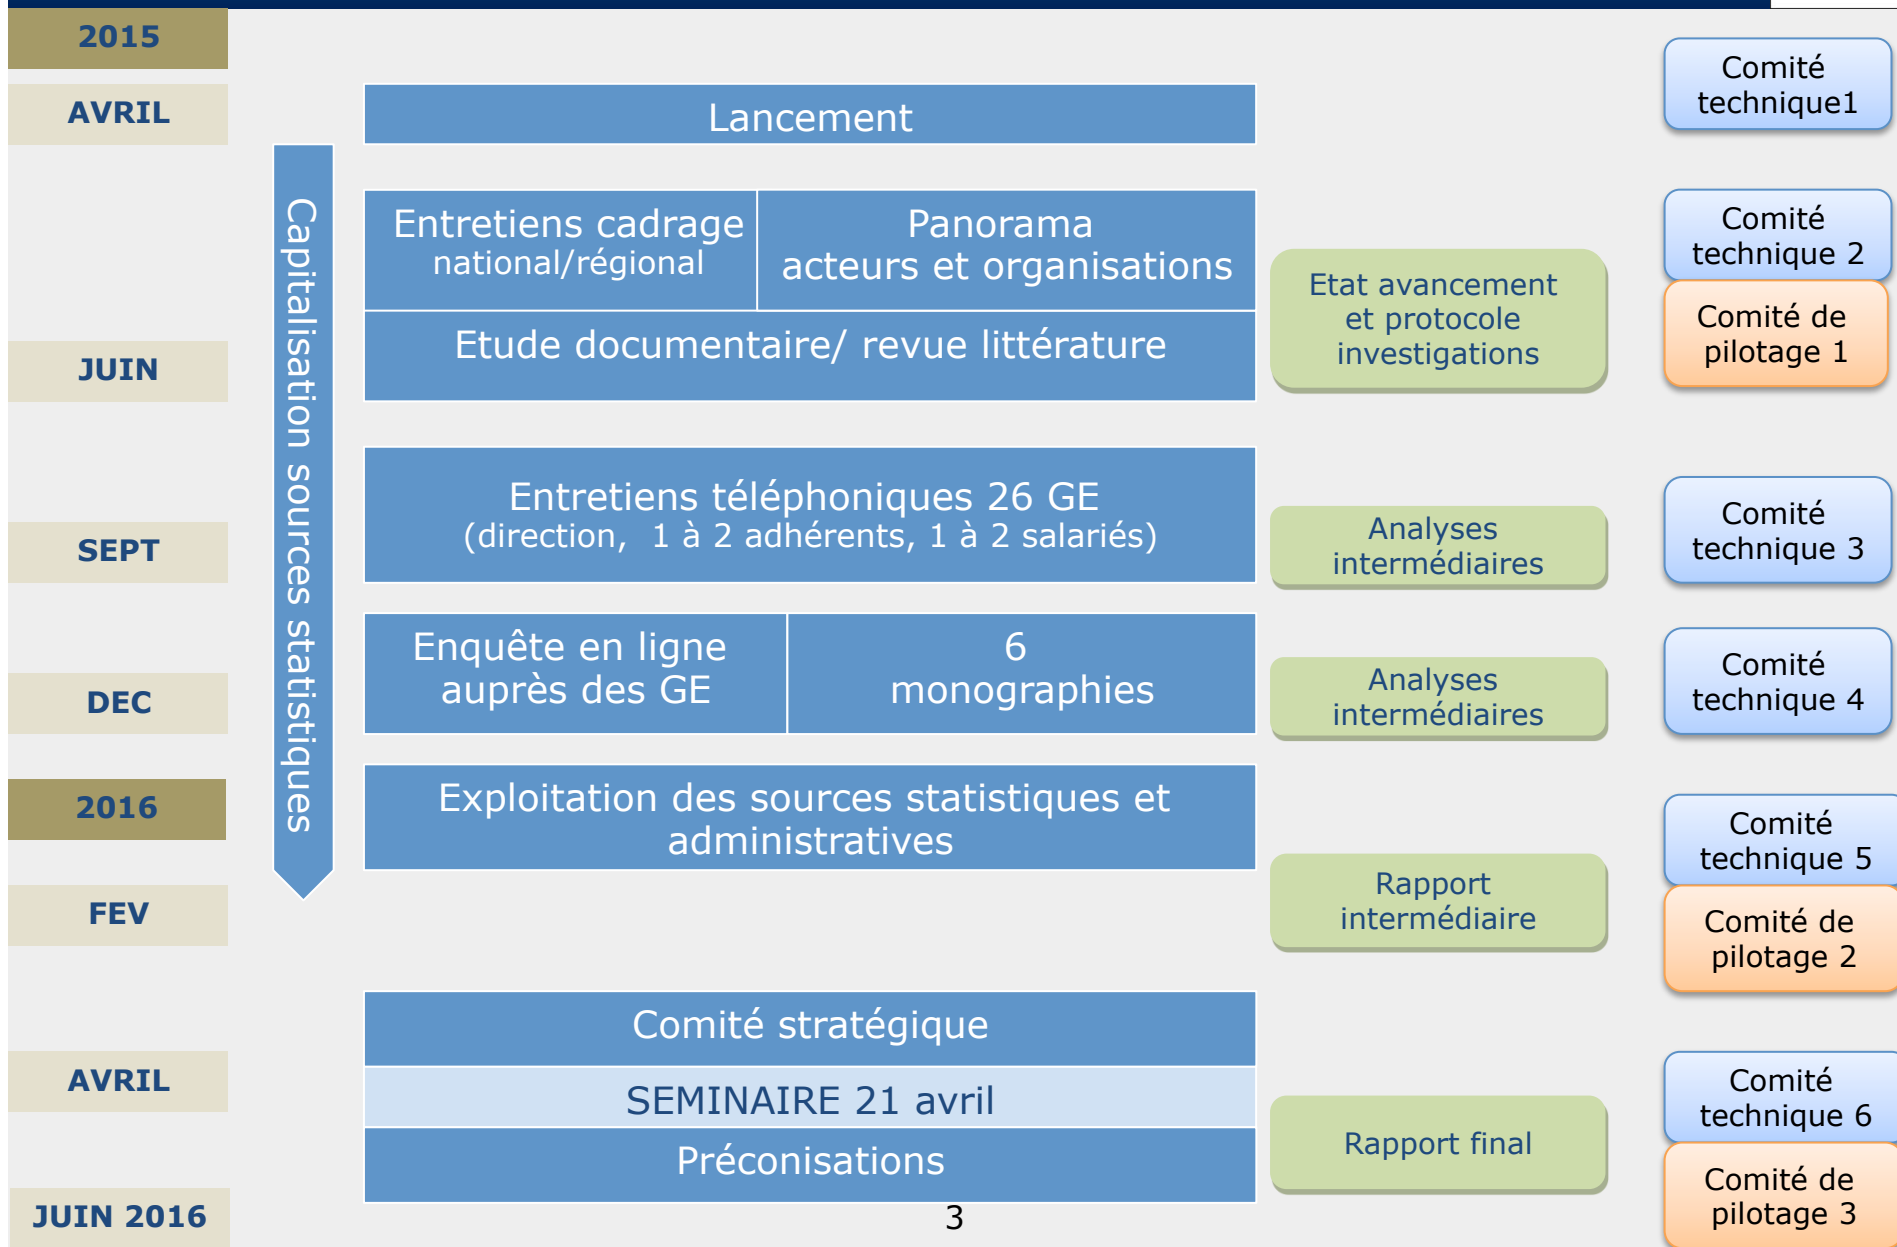 2015
AVRIL
Lancement
Comité
technique1
Capitalisation sources statistiques
Entretiens cadrage
national/régional
Panorama
acteurs et organisations
Etude documentaire/ revue littérature
JUIN
Etat avancement
et protocole
investigations
Comité
technique 2
Comité de
pilotage 1
SEPT
Entretiens téléphoniques 26 GE
(direction, 1 à 2 adhérents, 1 à 2 salariés)
Analyses
intermédiaires
Comité
technique 3
DEC
Enquête en ligne
auprès des GE
6
monographies
Analyses
intermédiaires
Comité
technique 4
2016
Exploitation des sources statistiques et
administratives
FEV
Rapport
intermédiaire
Comité
technique 5
Comité de
pilotage 2
Comité stratégique
AVRIL
SEMINAIRE 21 avril
Préconisations
Rapport final
Comité
technique 6
Comité de
pilotage 3
JUIN 2016
3